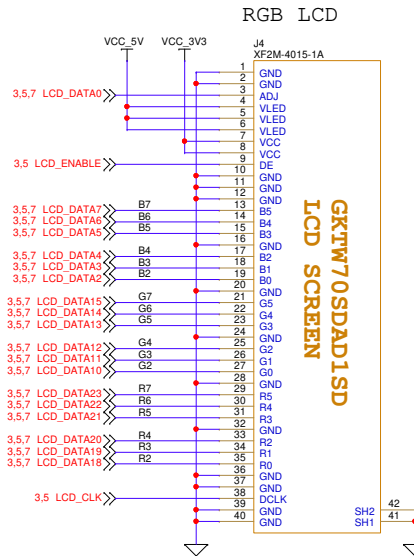 RGB LCD
VCC_5V VCC_3V3 J4
XF2M-4015-1A
1 GND
2 GND
3,5,7 LCD_DATA0 3 ADJ
4 VLED
5 VLED
6 VLED
7 VCC
8 VCC
3,5 LCD_ENABLE 9 DE
10 GND
11 GND
12 GND
3,5,7 LCD_DATA7 B7 13 B5
3,5,7 LCD_DATA6 B6 14 B4
3,5,7 LCD_DATA5 B5 15 B3
16 GND
3,5,7 LCD_DATA4 B4 17 B2
3,5,7 LCD_DATA3 B3 18 B1
3,5,7 LCD_DATA2 B2 19 B0
20 GND
3,5,7 LCD_DATA15 G7 21 G5
3,5,7 LCD_DATA14 G6 22 G4
3,5,7 LCD_DATA13 G5 23 G3
24 GND
3,5,7 LCD_DATA12 G4 25 G2
3,5,7 LCD_DATA11 G3 26 G1
3,5,7 LCD_DATA10 G2 27 G0
28 GND
3,5,7 LCD_DATA23 R7 29 R5
3,5,7 LCD_DATA22 R6 30 R4
3,5,7 LCD_DATA21 R5 31 R3
32 GND
3,5,7 LCD_DATA20 R4 33 R2
3,5,7 LCD_DATA19 R3 34 R1
3,5,7 LCD_DATA18 R2 35 R0
36 GND
37 GND
3,5 LCD_CLK 38 DCLK
39 GND SH2 42
40 GND SH1 41
GKTW70SDAD1SD
LCD SCREEN